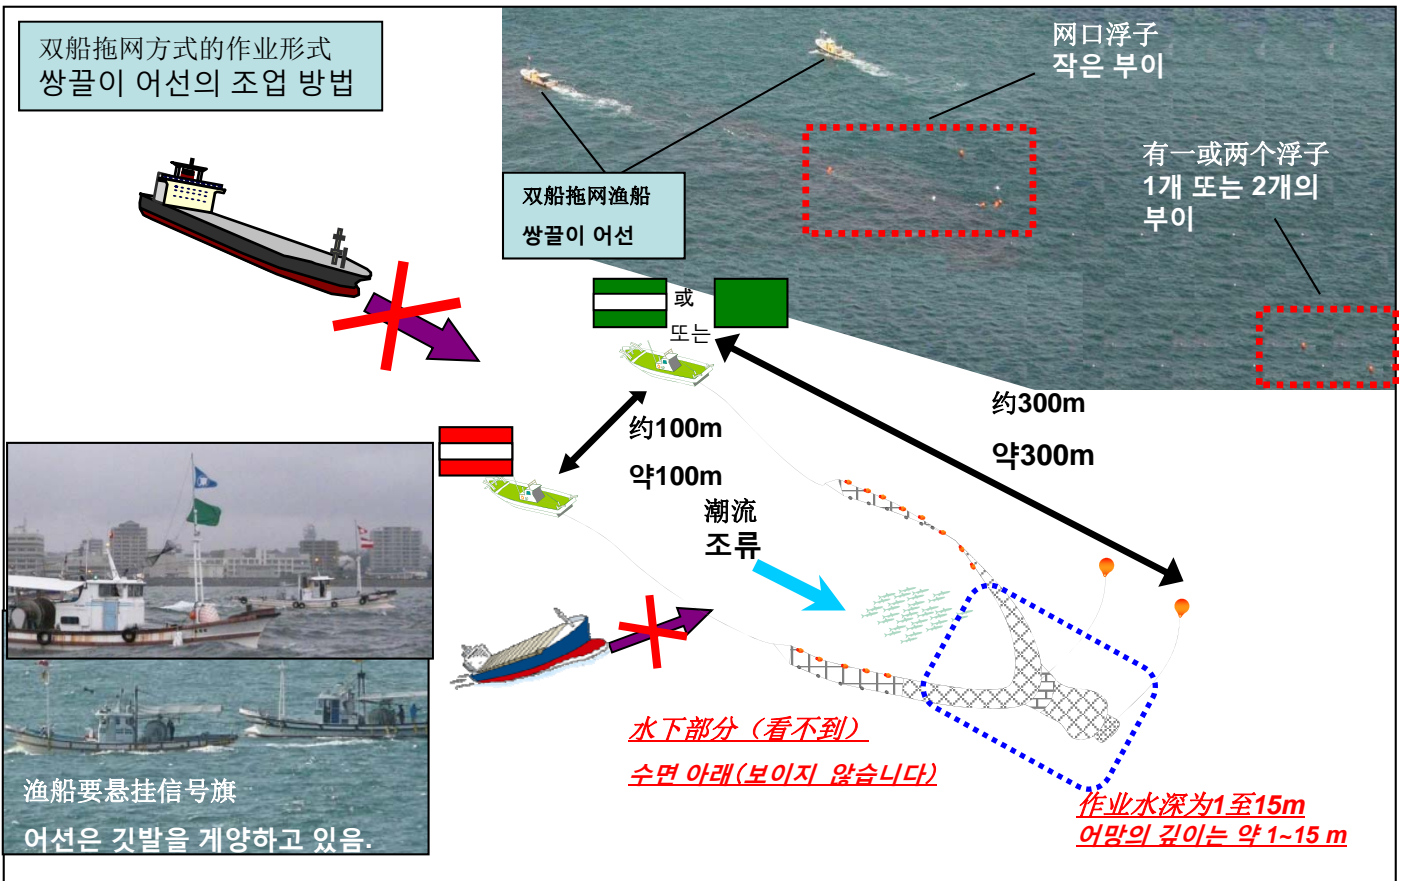 双船拖网方式的作业形式
쌍끌이 어선의 조업 방법
网口浮子
작은 부이
有一或两个浮子
1개 또는 2개의
부이
双船拖网渔船
쌍끌이 어선
或
또는
约100m
약100m
约300m
약300m
潮流
조류
水下部分（看不到）
수면 아래(보이지 않습니다)
作业水深为1至15m
어망의 깊이는 약 1~15 m
渔船要悬挂信号旗
어선은 깃발을 게양하고 있음.